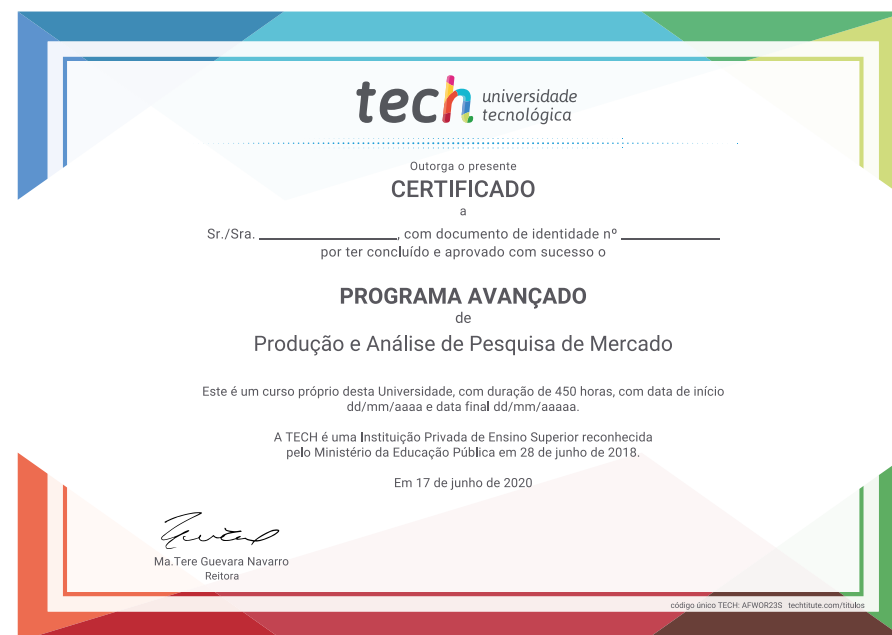 tech universidade
tecnológica
Outorga o presente
CERTIFICADO
a
Sr./Sra. ____________________, com documento de identidade nº ______________
por ter concluído e aprovado com sucesso o
PROGRAMA AVANÇADO
de
Produção e Análise de Pesquisa de Mercado
Este é um curso próprio desta Universidade, com duração de 450 horas, com data de início
dd/mm/aaaa e data final dd/mm/aaaaa.
A TECH é uma Instituição Privada de Ensino Superior reconhecida
pelo Ministério da Educação Pública em 28 de junho de 2018.
Em 17 de junho de 2020
Ma.Tere Guevara Navarro
Reitora
código único TECH: AFWOR23S techtitute.com/titulos